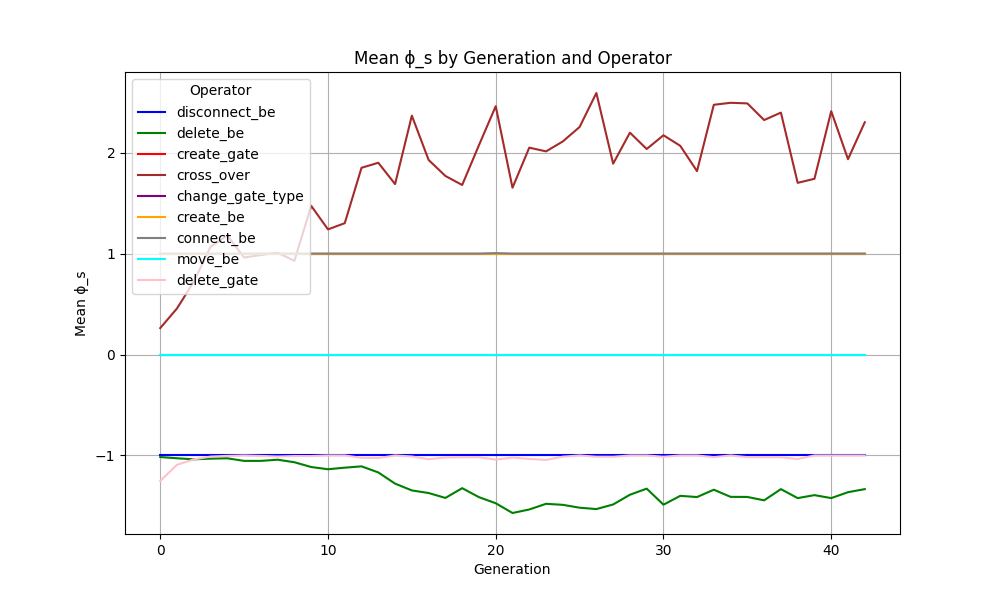 Mean ϕ_s by Generation and Operator
Operator
disconnect_be
delete_be
create_gate
cross_over
change_gate_type
create_be
connect_be
move_be
delete_gate
2
1
0
−1
Mean ϕ_s
0 10 20 30 40
Generation